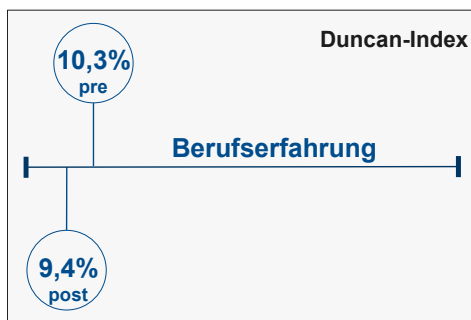 Duncan-Index
10,3%
pre
Berufserfahrung
9,4%
post